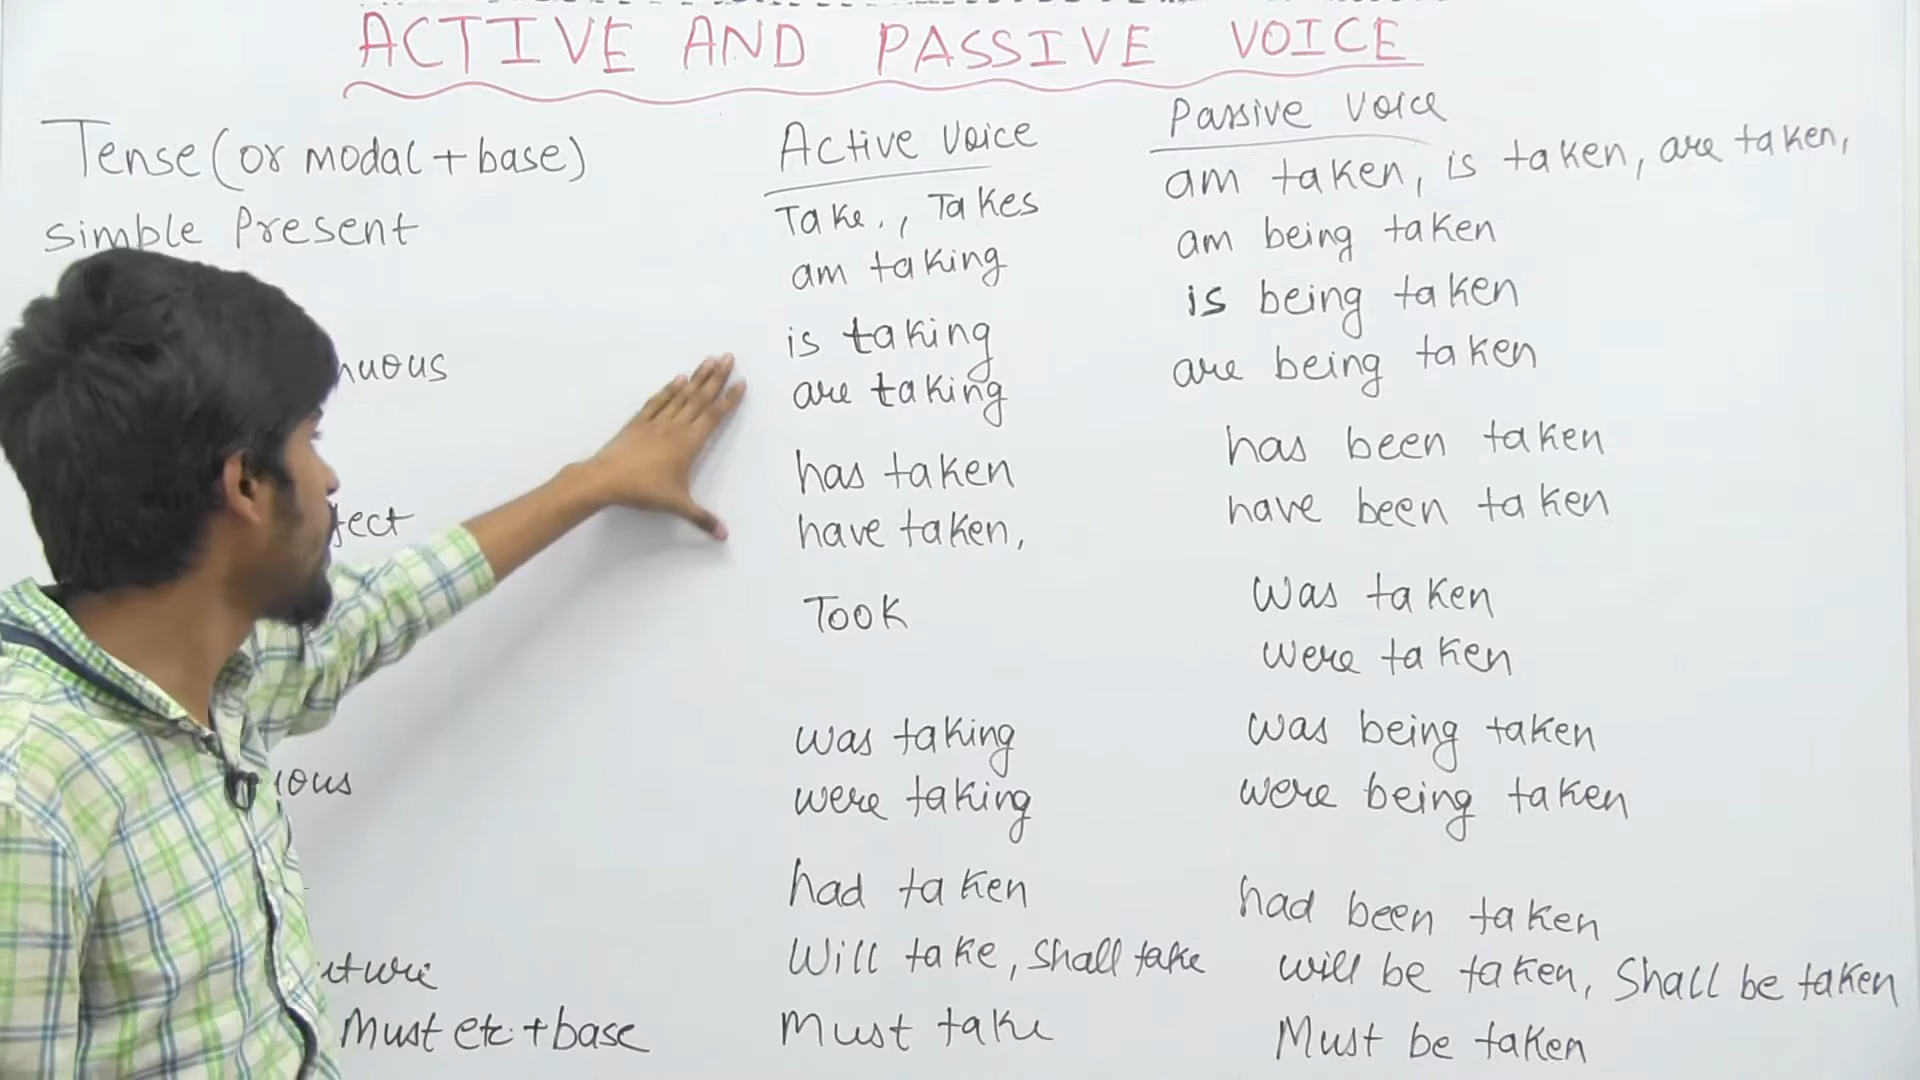 ACTIVE AND PASSIVE VOICE
Tense (or modal + base) Active Voice Passive Voice
Simple Present Take., Takes am taken, is taken, are taken,
am taking am being taken
is taking is being taken
nuous are taking are being taken
has taken has been taken
fect have taken, have been taken
Took was taken
were taken
was taking was being taken
uous were taking were being taken
had taken had been taken
uture Will take, shall take will be taken, Shall be taken
Must etc. + base Must take Must be taken